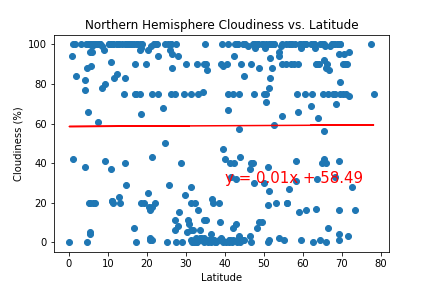 Northern Hemisphere Cloudiness vs. Latitude
100
80
60
40
20
0
Cloudiness (%)
y = 0.01x + 58.49
0 10 20 30 40 50 60 70 80
Latitude